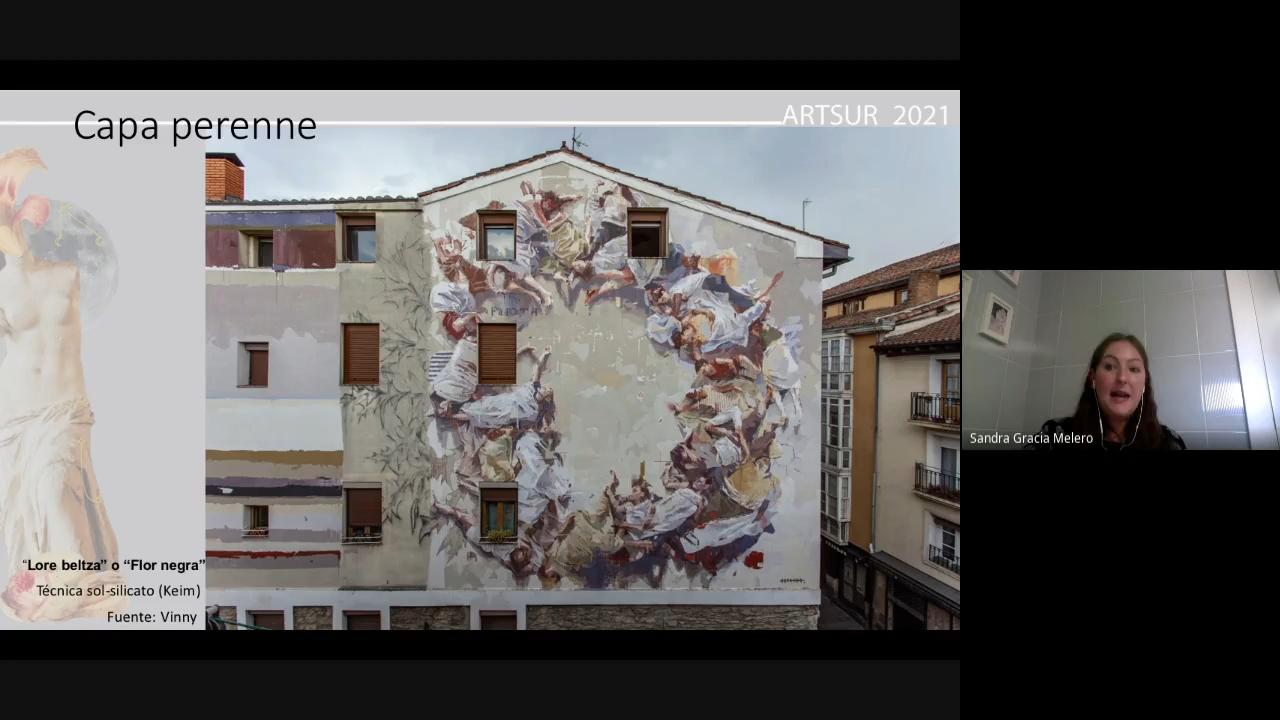 Capa perenne
ARTSUR 2021
“Lore beltza” o “Flor negra”
Técnica sol-silicato (Keim)
Fuente: Vinny
Sandra Gracia Melero